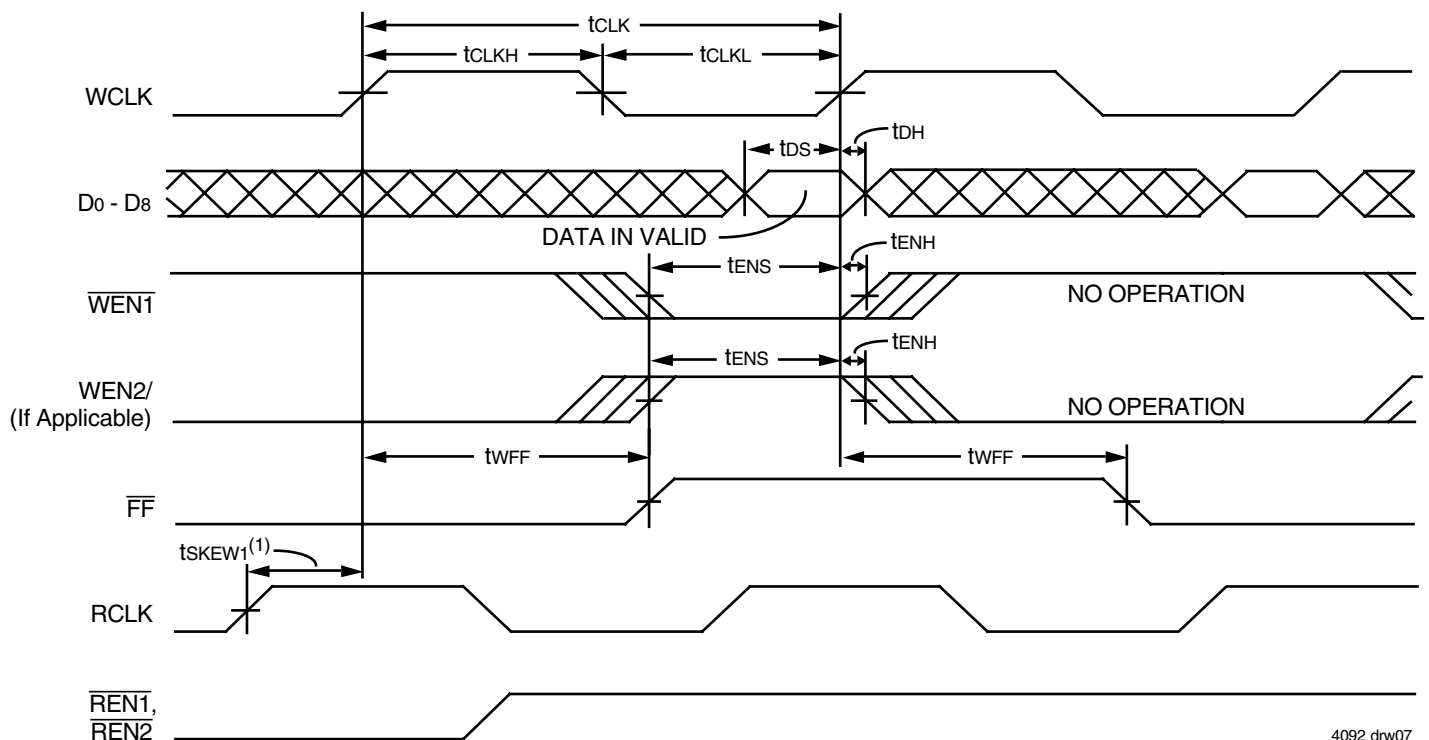 tCLK
tCLKH
tCLKL
WCLK
tDH
tDS
D0 - D8
DATA IN VALID
tENH
tENS
WEN1
NO OPERATION
tENH
tENS
WEN2/
(If Applicable)
NO OPERATION
tWFF
tWFF
FF
tSKEW1(1)
RCLK
REN1,
REN2
4092 drw07